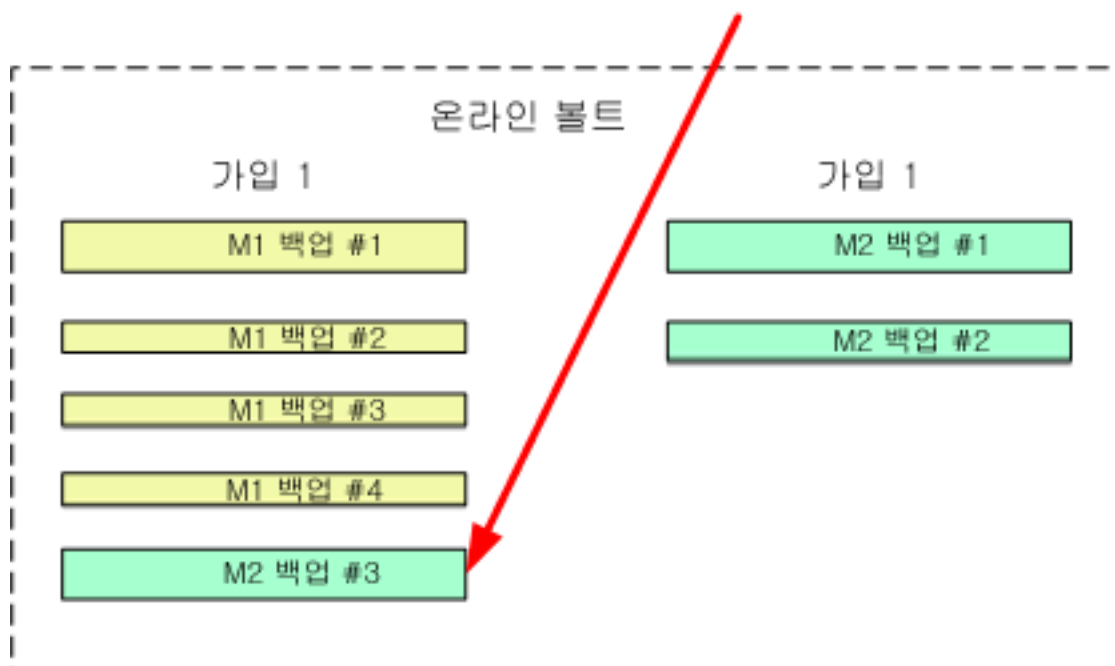 온라인 볼트
가입 1
M1 백업 #1
M1 백업 #2
M1 백업 #3
M1 백업 #4
M2 백업 #3
가입 1
M2 백업 #1
M2 백업 #2